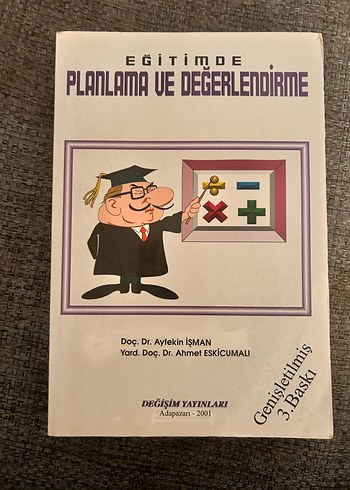 EĞİTİMDE
PLANLAMA VE DEĞERLENDİRME
Doç. Dr. Aytekin İŞMAN
Yard. Doç. Dr. Ahmet ESKİCUMALI
Genişletilmiş
3. Baskı
DEĞİŞİM YAYINLARI
Adapazarı - 2001